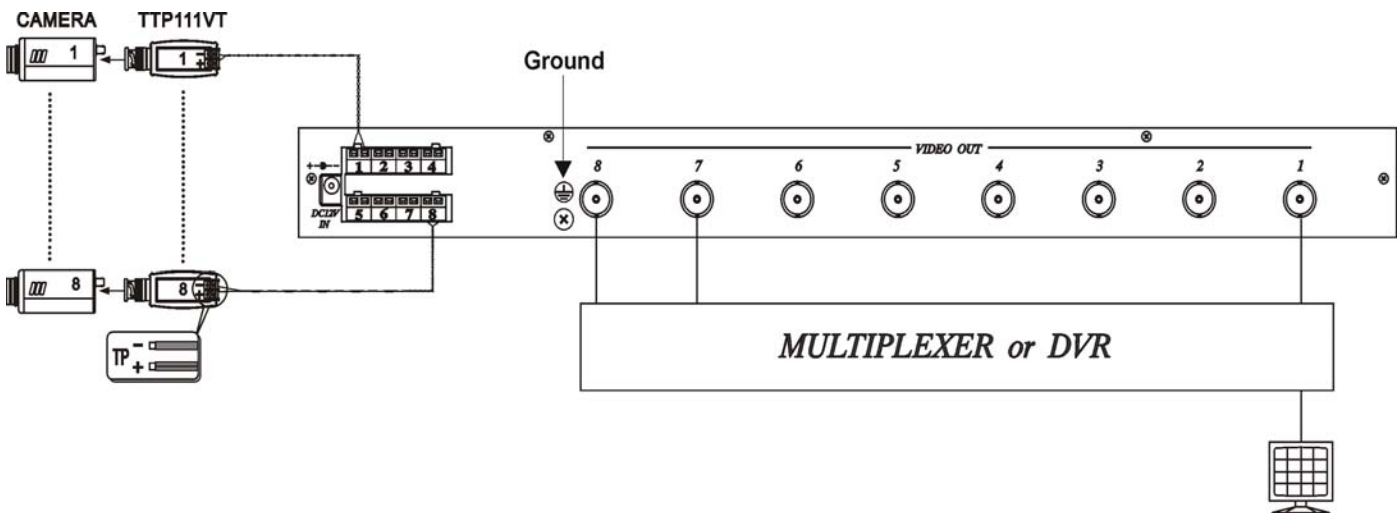 CAMERA TTP111VT
1 1 - +
Ground
VIDEO OUT
8 7 6 5 4 3 2 1
+ -
1 2 3 4
5 6 7 8
DC12V
IN
8 8 - +
TP - +
MULTIPLEXER or DVR